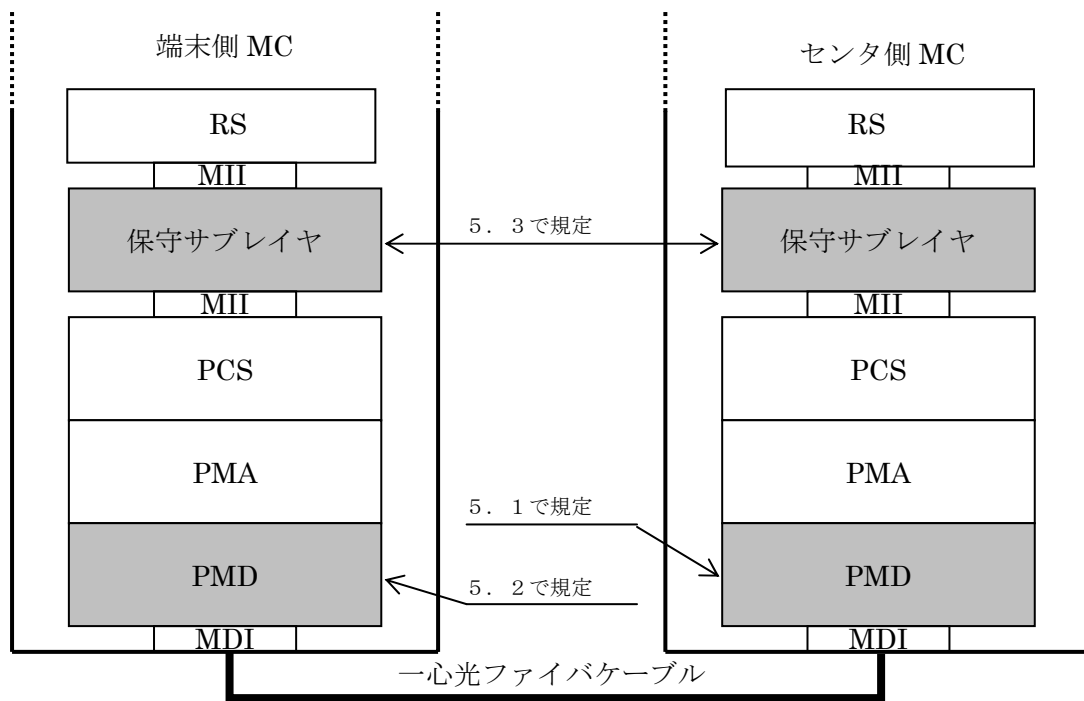 端末側 MC
センタ側 MC
RS
RS
MII
MII
保守サブレイヤ
5．3で規定
保守サブレイヤ
MII
MII
PCS
PCS
PMA
PMA
5．1で規定
PMD
PMD
5．2で規定
MDI
MDI
一心光ファイバケーブル